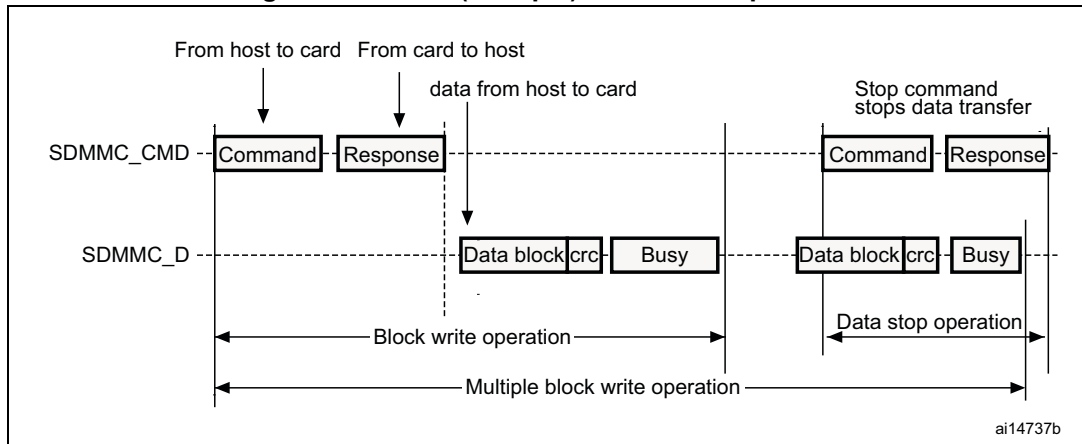 From host to card From card to host
data from host to card
Stop command
stops data transfer
SDMMC_CMD Command Response Command Response
SDMMC_D Data block crc Busy Data block crc Busy
Block write operation
Data stop operation
Multiple block write operation
ai14737b